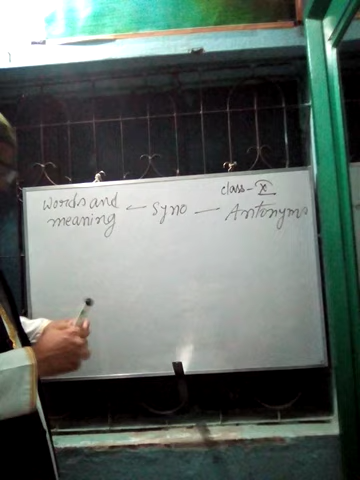 class - X
words and — Syno — Antonyms
meaning